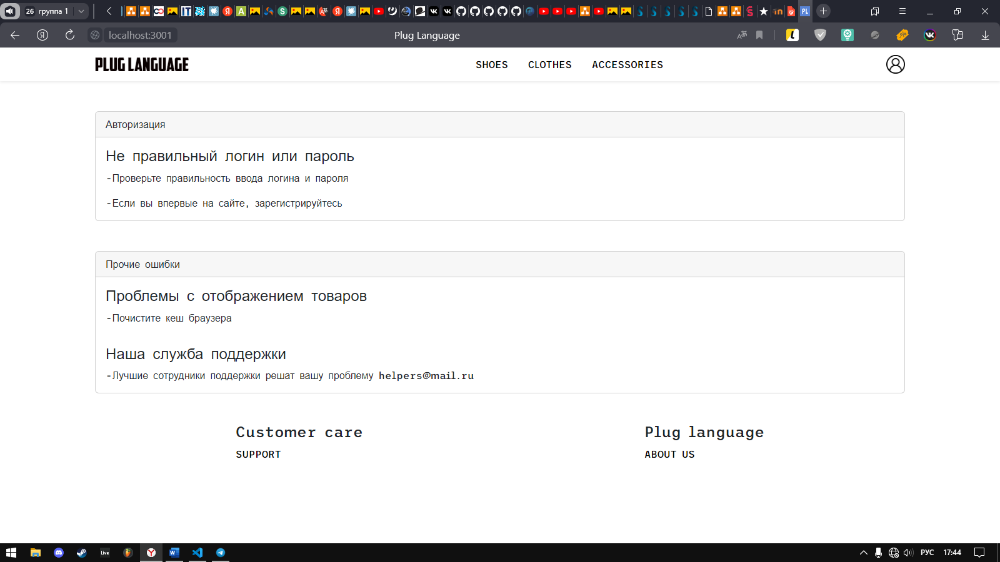 26 группа 1
localhost:3001
Plug Language
PLUG LANGUAGE
SHOES CLOTHES ACCESSORIES
Авторизация
Не правильный логин или пароль
-Проверьте правильность ввода логина и пароля
-Если вы впервые на сайте, зарегистрируйтесь
Прочие ошибки
Проблемы с отображением товаров
-Почистите кеш браузера
Наша служба поддержки
-Лучшие сотрудники поддержки решат вашу проблему helpers@mail.ru
Customer care
SUPPORT
Plug language
ABOUT US
Live
РУС 17:44